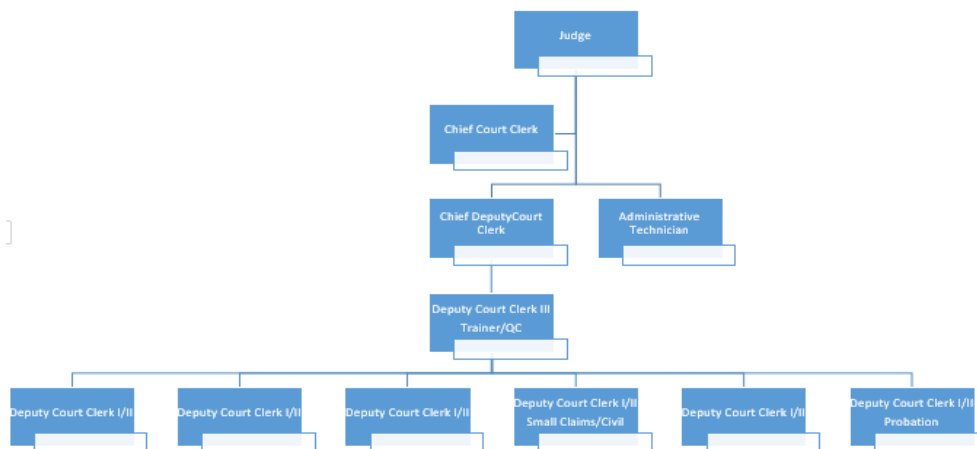 Judge
Chief Court Clerk
Chief DeputyCourt
Clerk
Administrative
Technician
Deputy Court Clerk III
Trainer/QC
Deputy Court Clerk I/II
Deputy Court Clerk I/II
Deputy Court Clerk I/II
Deputy Court Clerk I/II
Small Claims/Civil
Deputy Court Clerk I/II
Deputy Court Clerk I/II
Probation